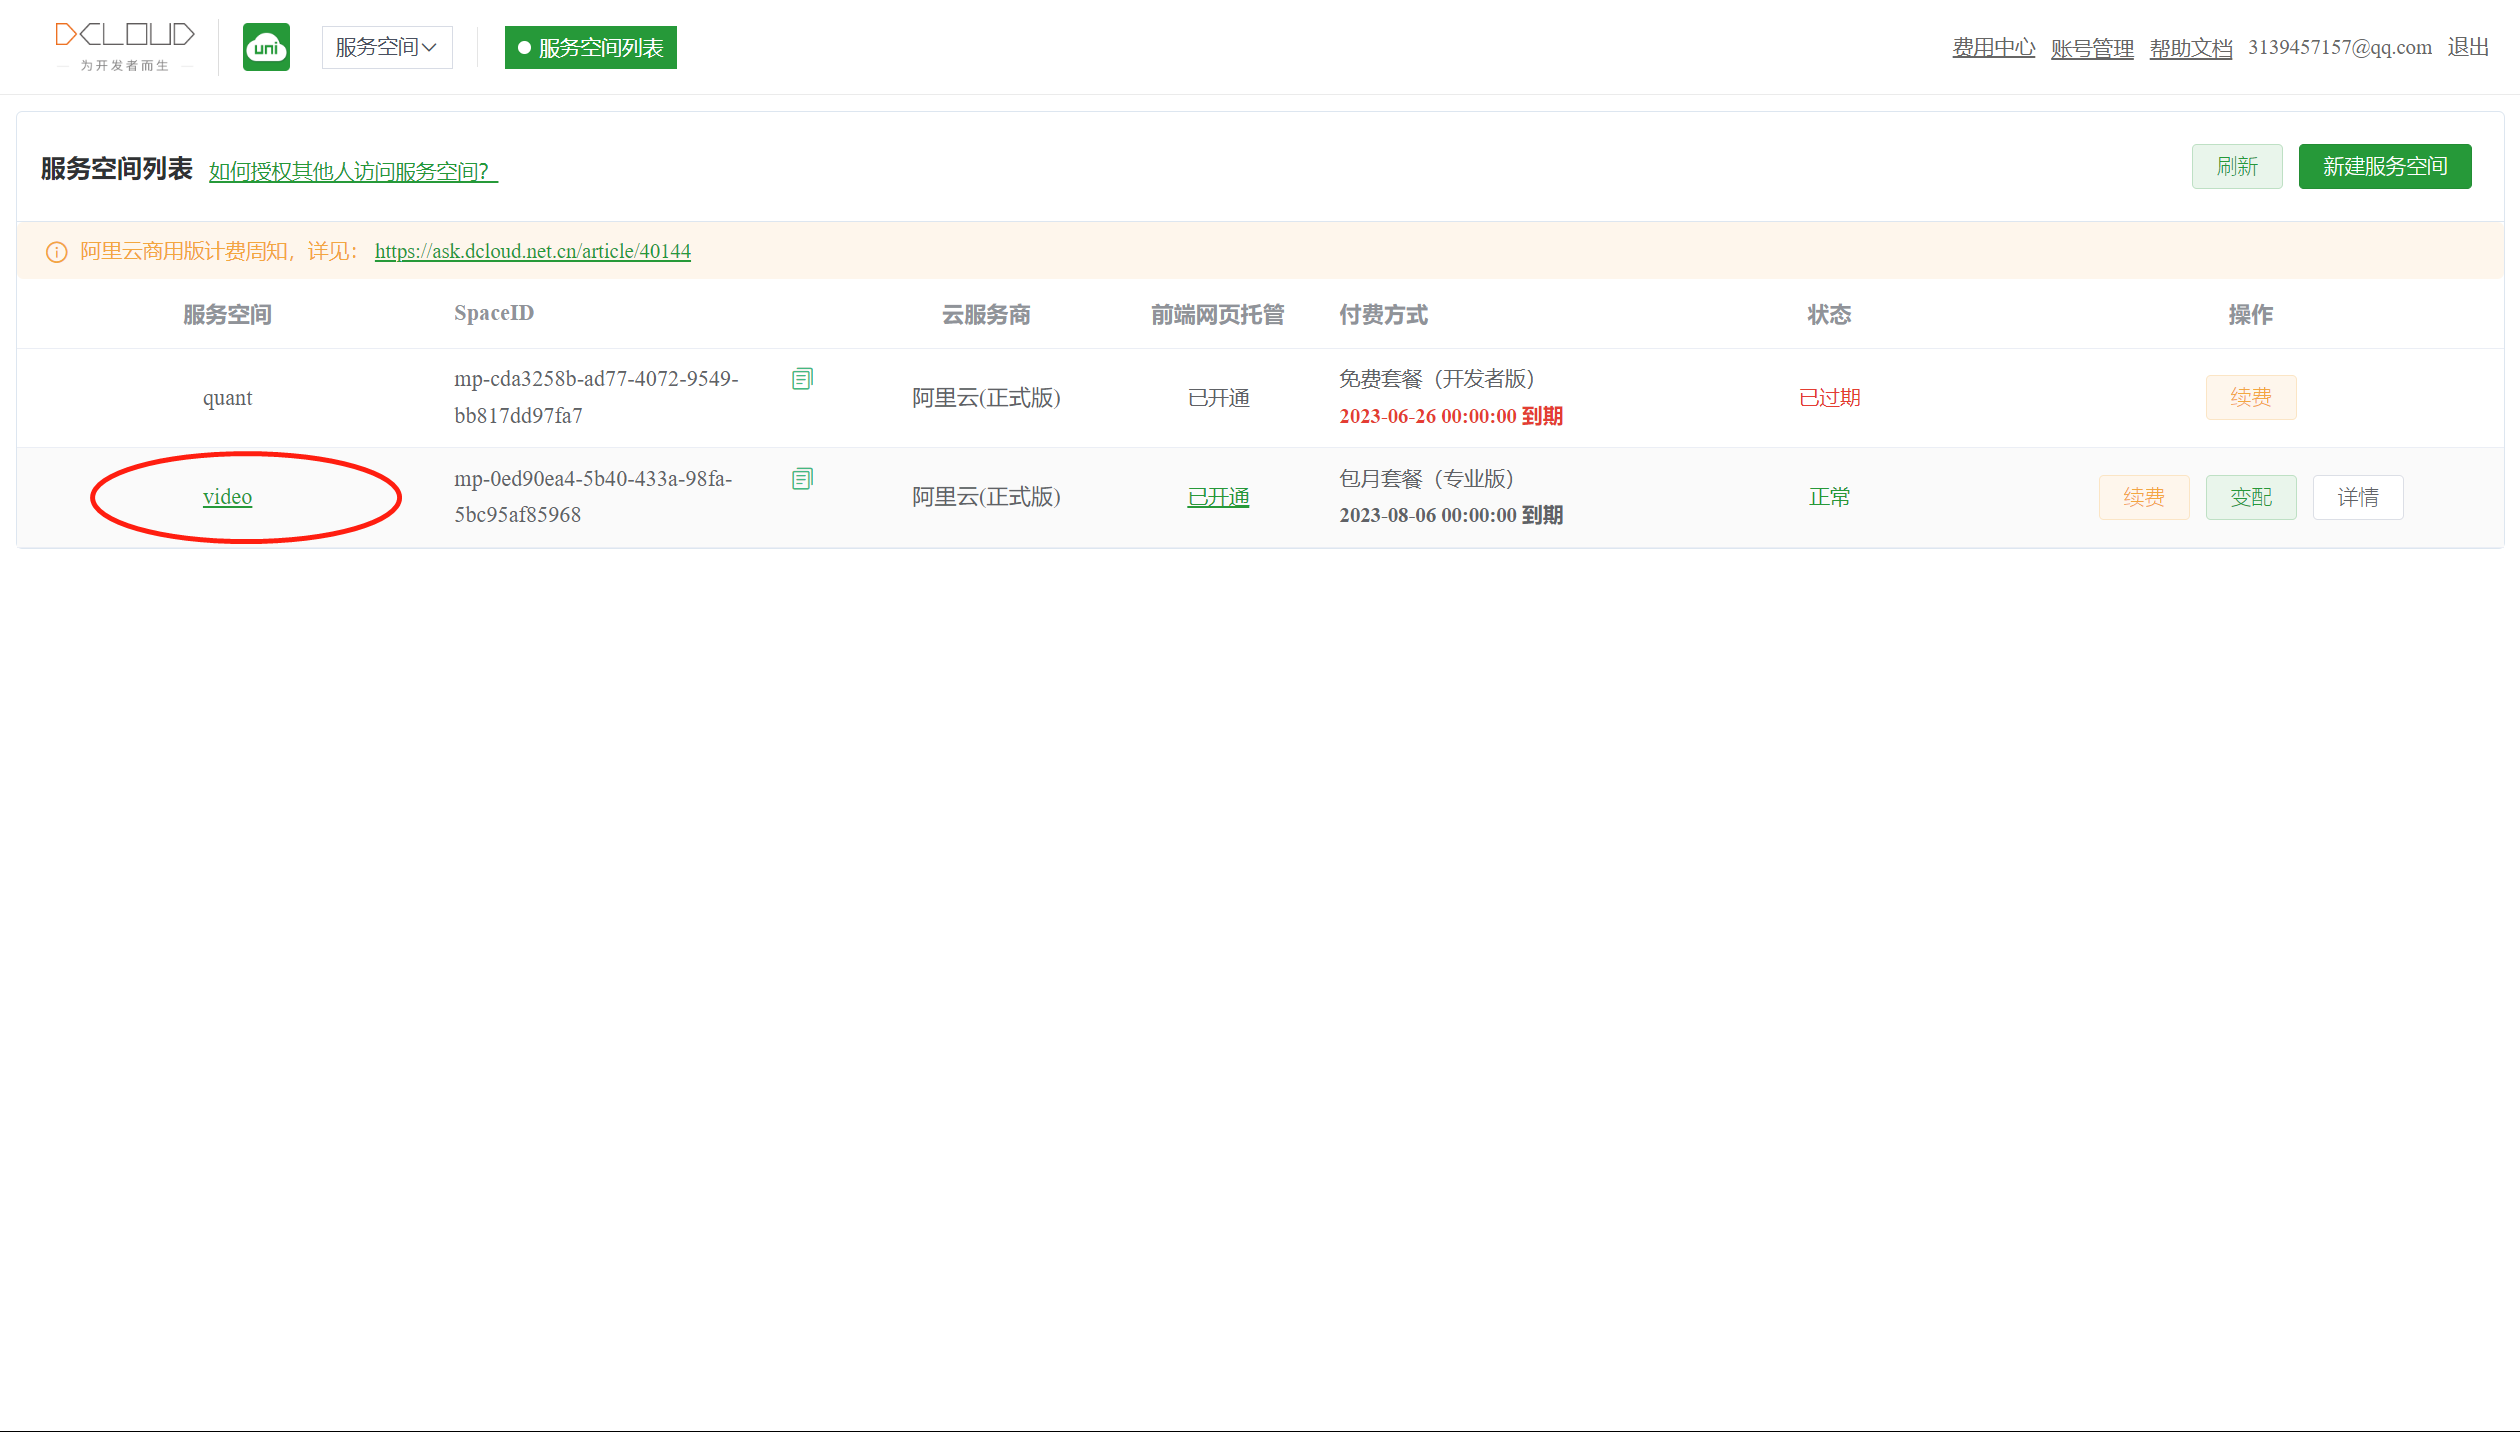 DCLOUD
为开发者而生
uni
服务空间
服务空间列表
费用中心 账号管理 帮助文档 3139457157@qq.com 退出
服务空间列表 如何授权其他人访问服务空间?
刷新 新建服务空间
阿里云商用版计费周知，详见： https://ask.dcloud.net.cn/article/40144
服务空间 SpaceID 云服务商 前端网页托管 付费方式 状态 操作
quant
mp-cda3258b-ad77-4072-9549-
bb817dd97fa7
阿里云(正式版)
已开通
免费套餐（开发者版）
2023-06-26 00:00:00 到期
已过期
续费
video
mp-0ed90ea4-5b40-433a-98fa-
5bc95af85968
阿里云(正式版)
已开通
包月套餐（专业版）
2023-08-06 00:00:00 到期
正常
续费 变配 详情